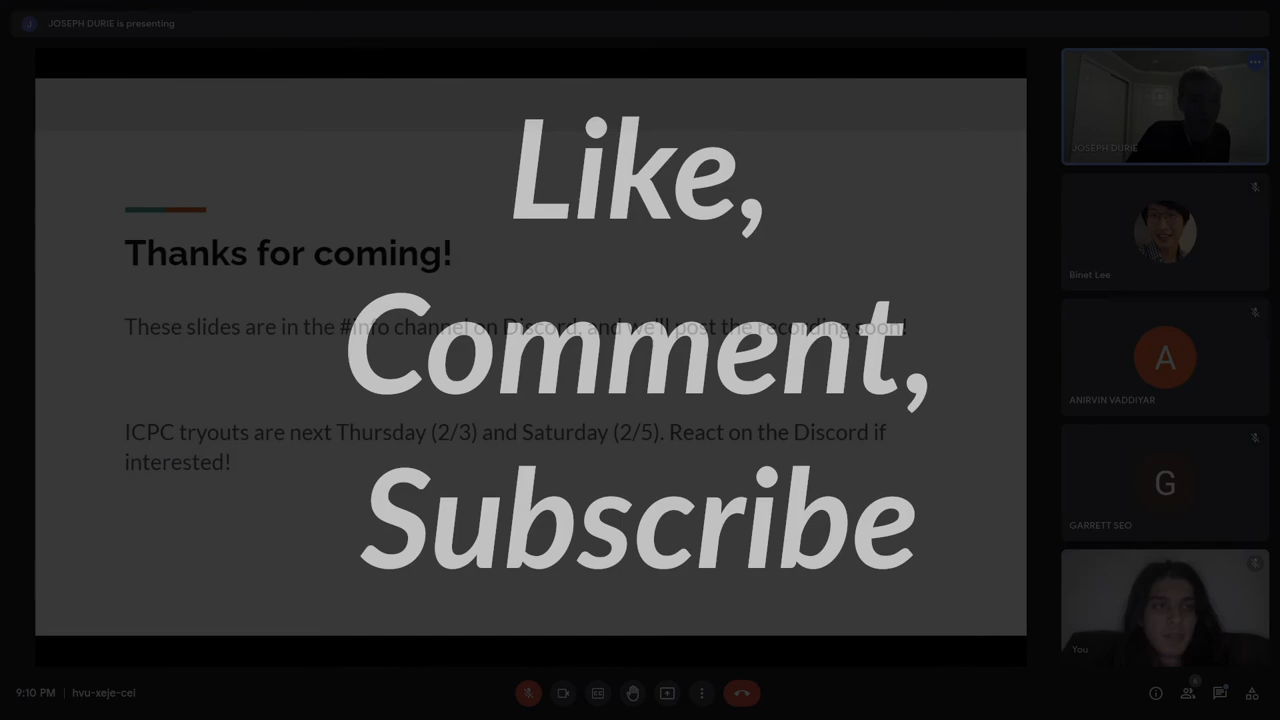 J
JOSEPH DURIE is presenting
Like,
Comment,
Subscribe
Thanks for coming!
These slides are in the #info channel on Discord, and we'll post the recording soon!
ICPC tryouts are next Thursday (2/3) and Saturday (2/5). React on the Discord if
interested!
JOSEPH DURIE
Binet Lee
A
ANIRVIN VADDIYAR
G
GARRETT SEO
You
9:10 PM | hvu-xeje-cei
CC
6